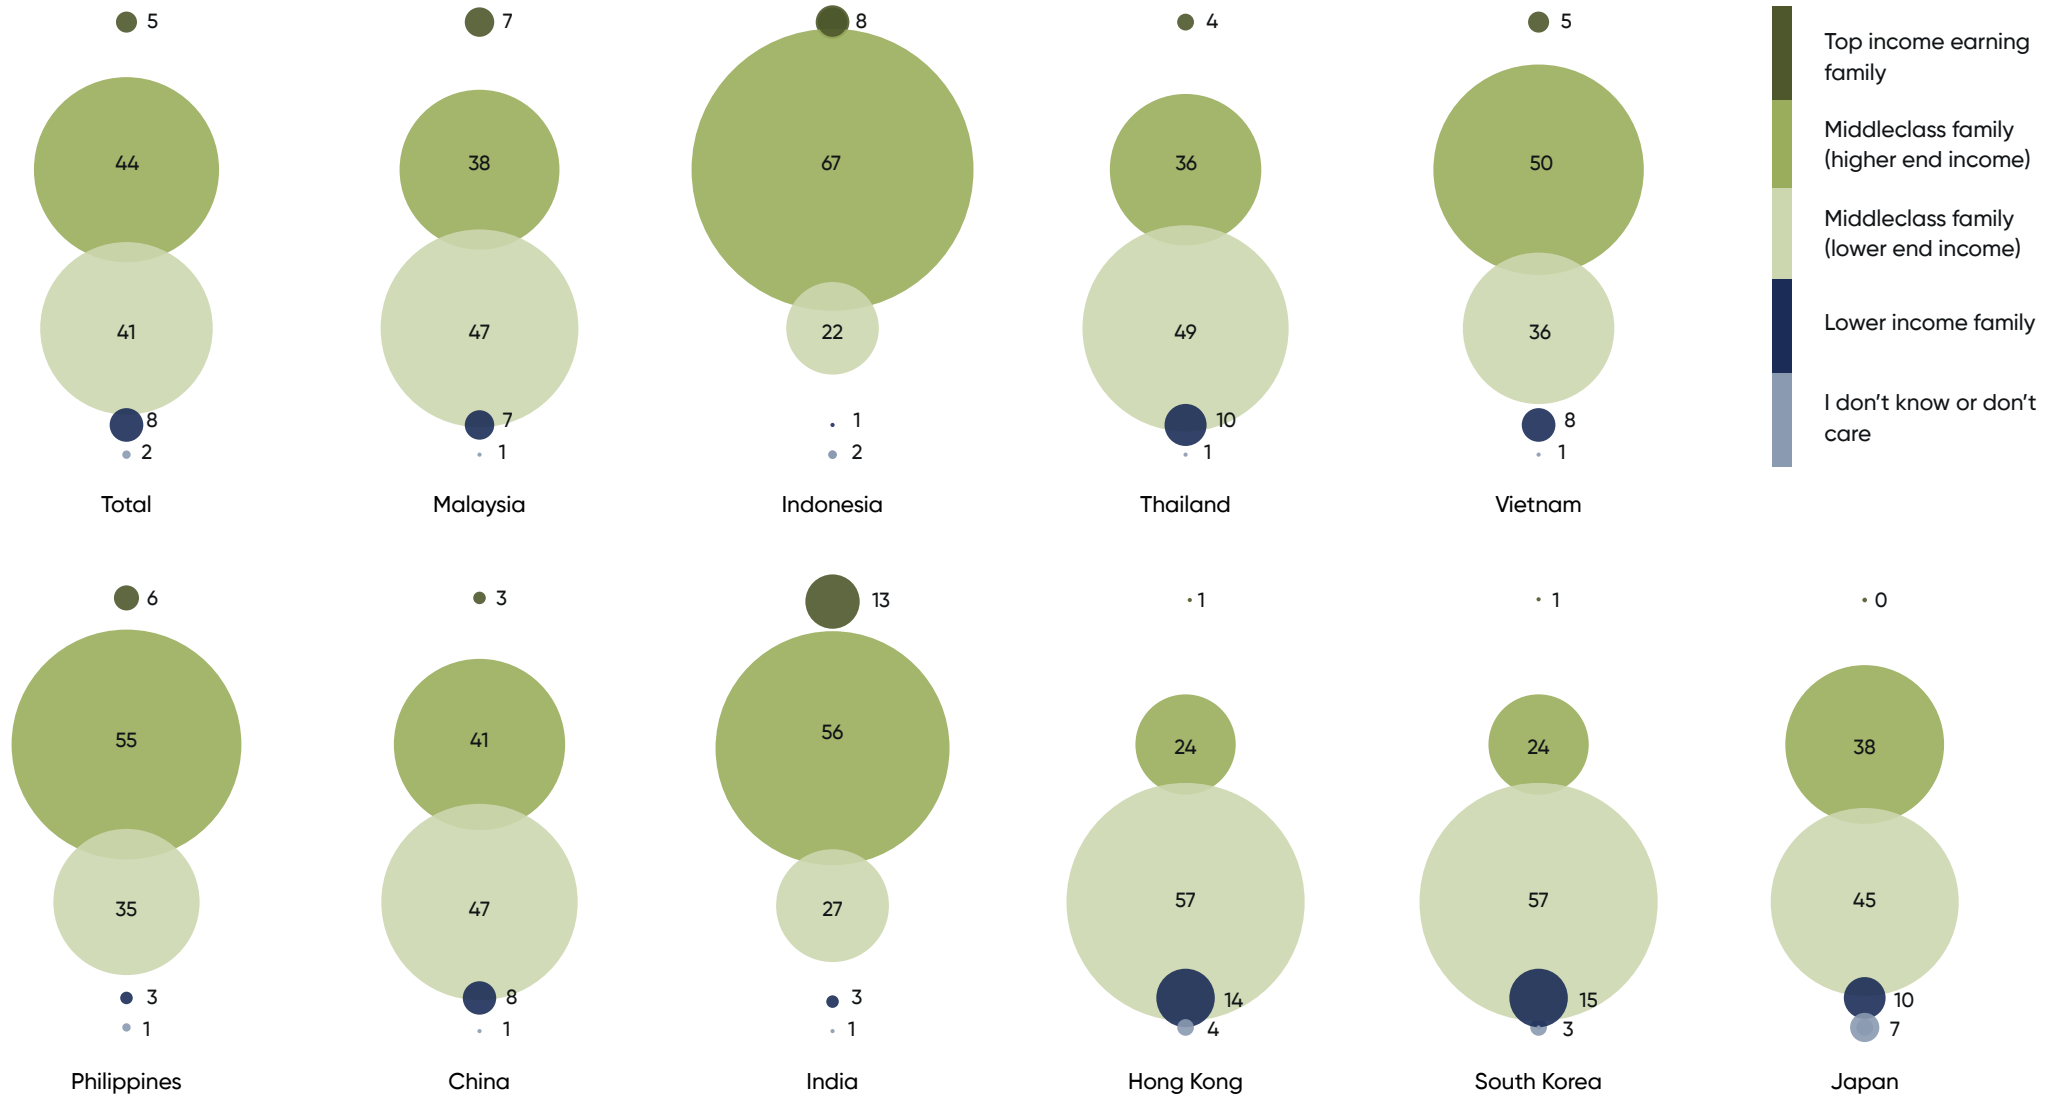 5
44
41
8
2
Total
7
38
47
7
1
Malaysia
8
67
22
1
2
Indonesia
4
36
49
10
1
Thailand
5
50
36
8
1
Vietnam
Top income earning
family
Middleclass family
(higher end income)
Middleclass family
(lower end income)
Lower income family
I don’t know or don’t
care
6
55
35
3
1
Philippines
3
41
47
8
1
China
13
56
27
3
1
India
1
24
57
14
4
Hong Kong
1
24
57
15
3
South Korea
0
38
45
10
7
Japan